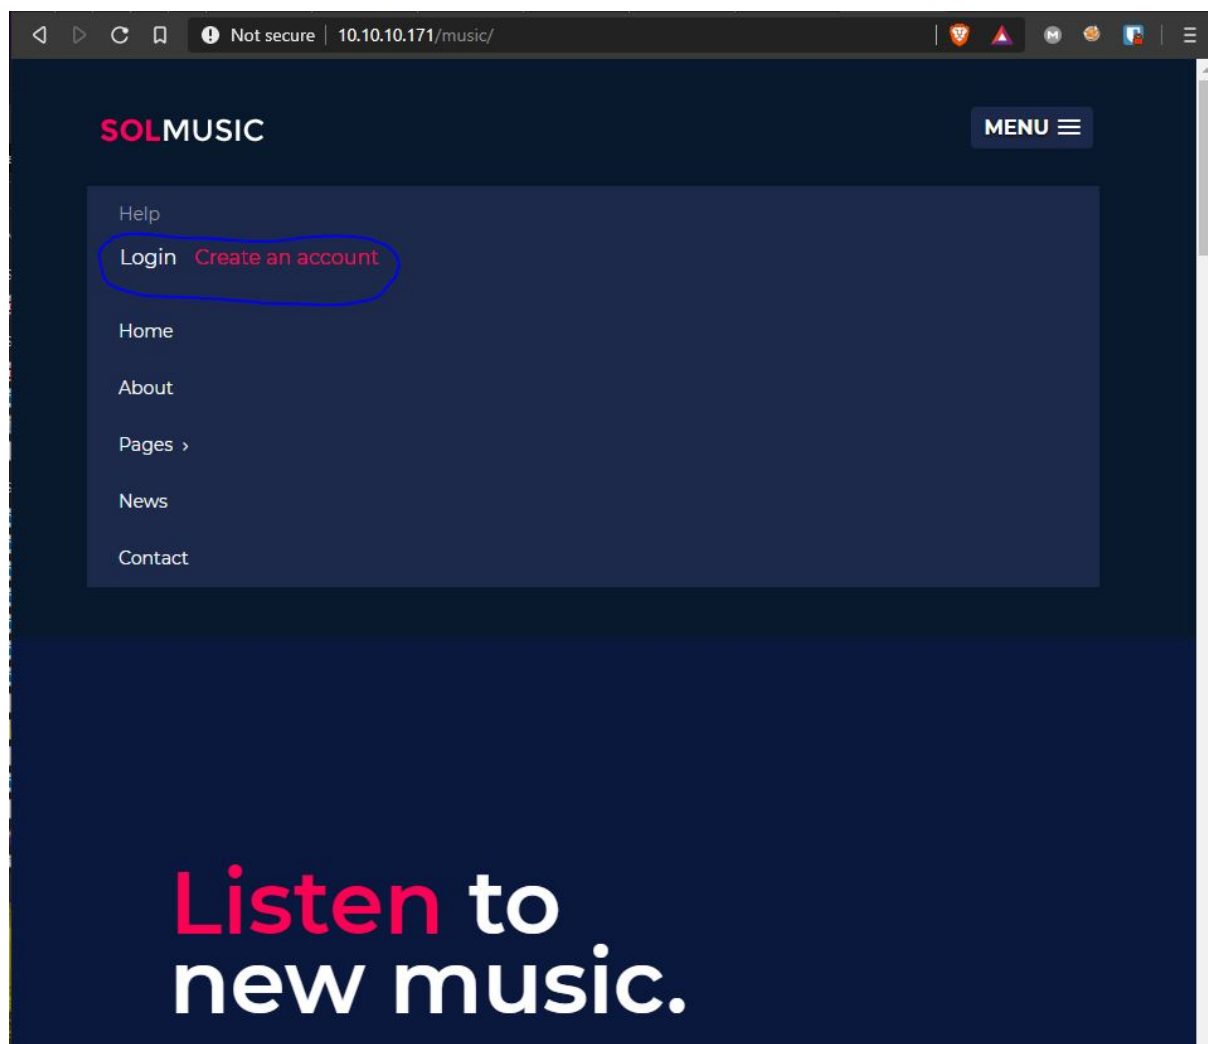 Not secure | 10.10.10.171/music/
SOLMUSIC
MENU
Help
Login Create an account
Home
About
Pages ›
News
Contact
Listen to
new music.